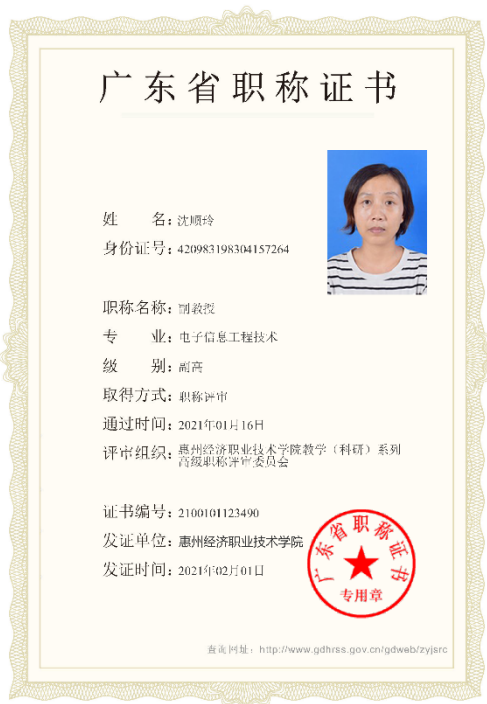 广东省职称证书
姓 名：沈顺玲
身份证号：420983198304157264
职称名称：副教授
专 业：电子信息工程技术
级 别：副高
取得方式：职称评审
通过时间：2021年01月16日
评审组织：惠州经济职业技术学院教学（科研）系列
高级职称评审委员会
证书编号：2100101123490
发证单位：惠州经济职业技术学院
发证时间：2021年02月01日
广东省职称证书
专用章
查询网址：http://www.gdhrss.gov.cn/gdweb/zyjsrc